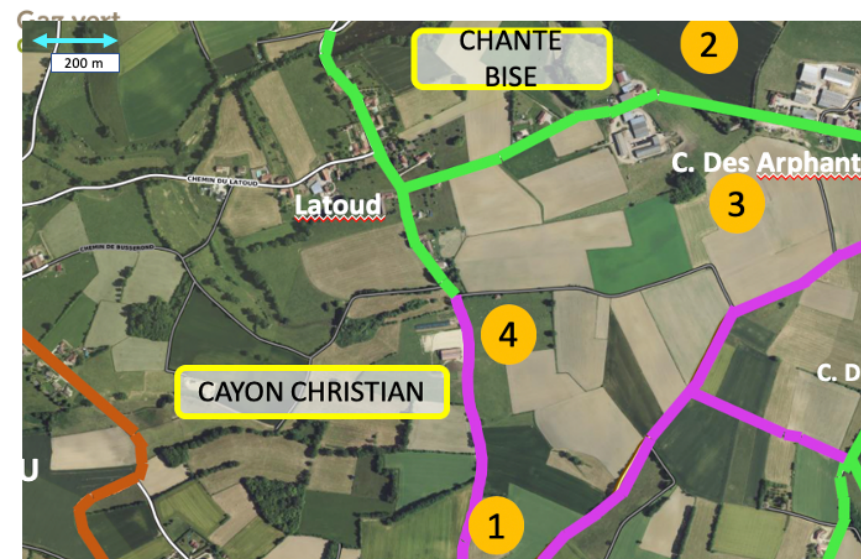 Gaz vert
200 m
CHANTE
BISE
2
C. Des Arphant
3
CHEMIN DU LATOUD
Latoud
CHEMIN DE BUSSEROND
4
CAYON CHRISTIAN
C. D
U
1